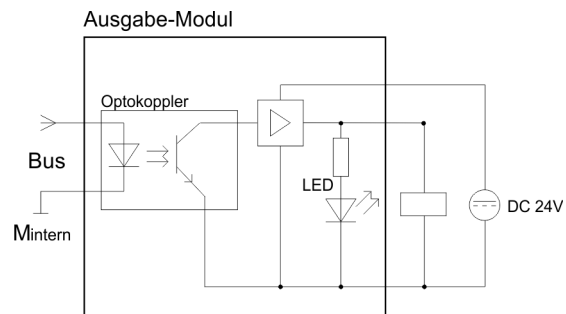 Ausgabe-Modul
Optokoppler
Bus
LED
DC 24V
Mintern